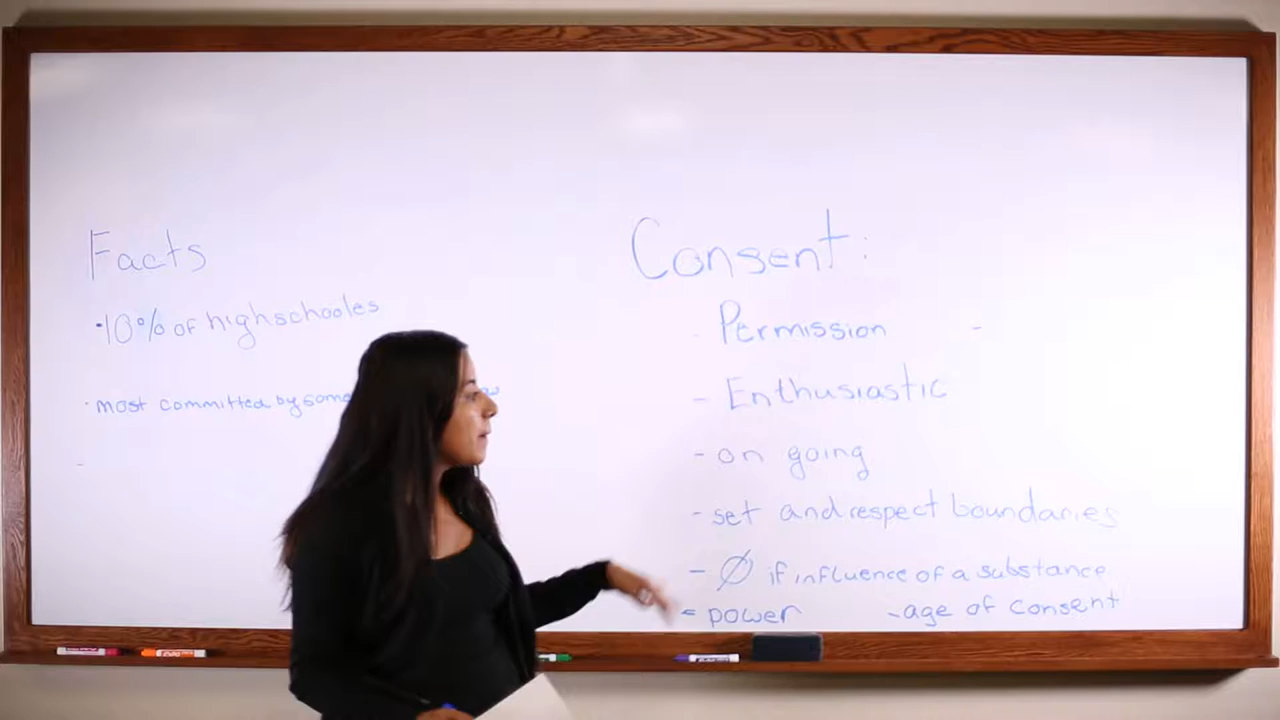 Facts
·10% of highschooles
· most committed by some
-
Consent:
- Permission -
- Enthusiastic
- on going
- set and respect boundaries
- Ø if influence of a substance
= power - age of consent